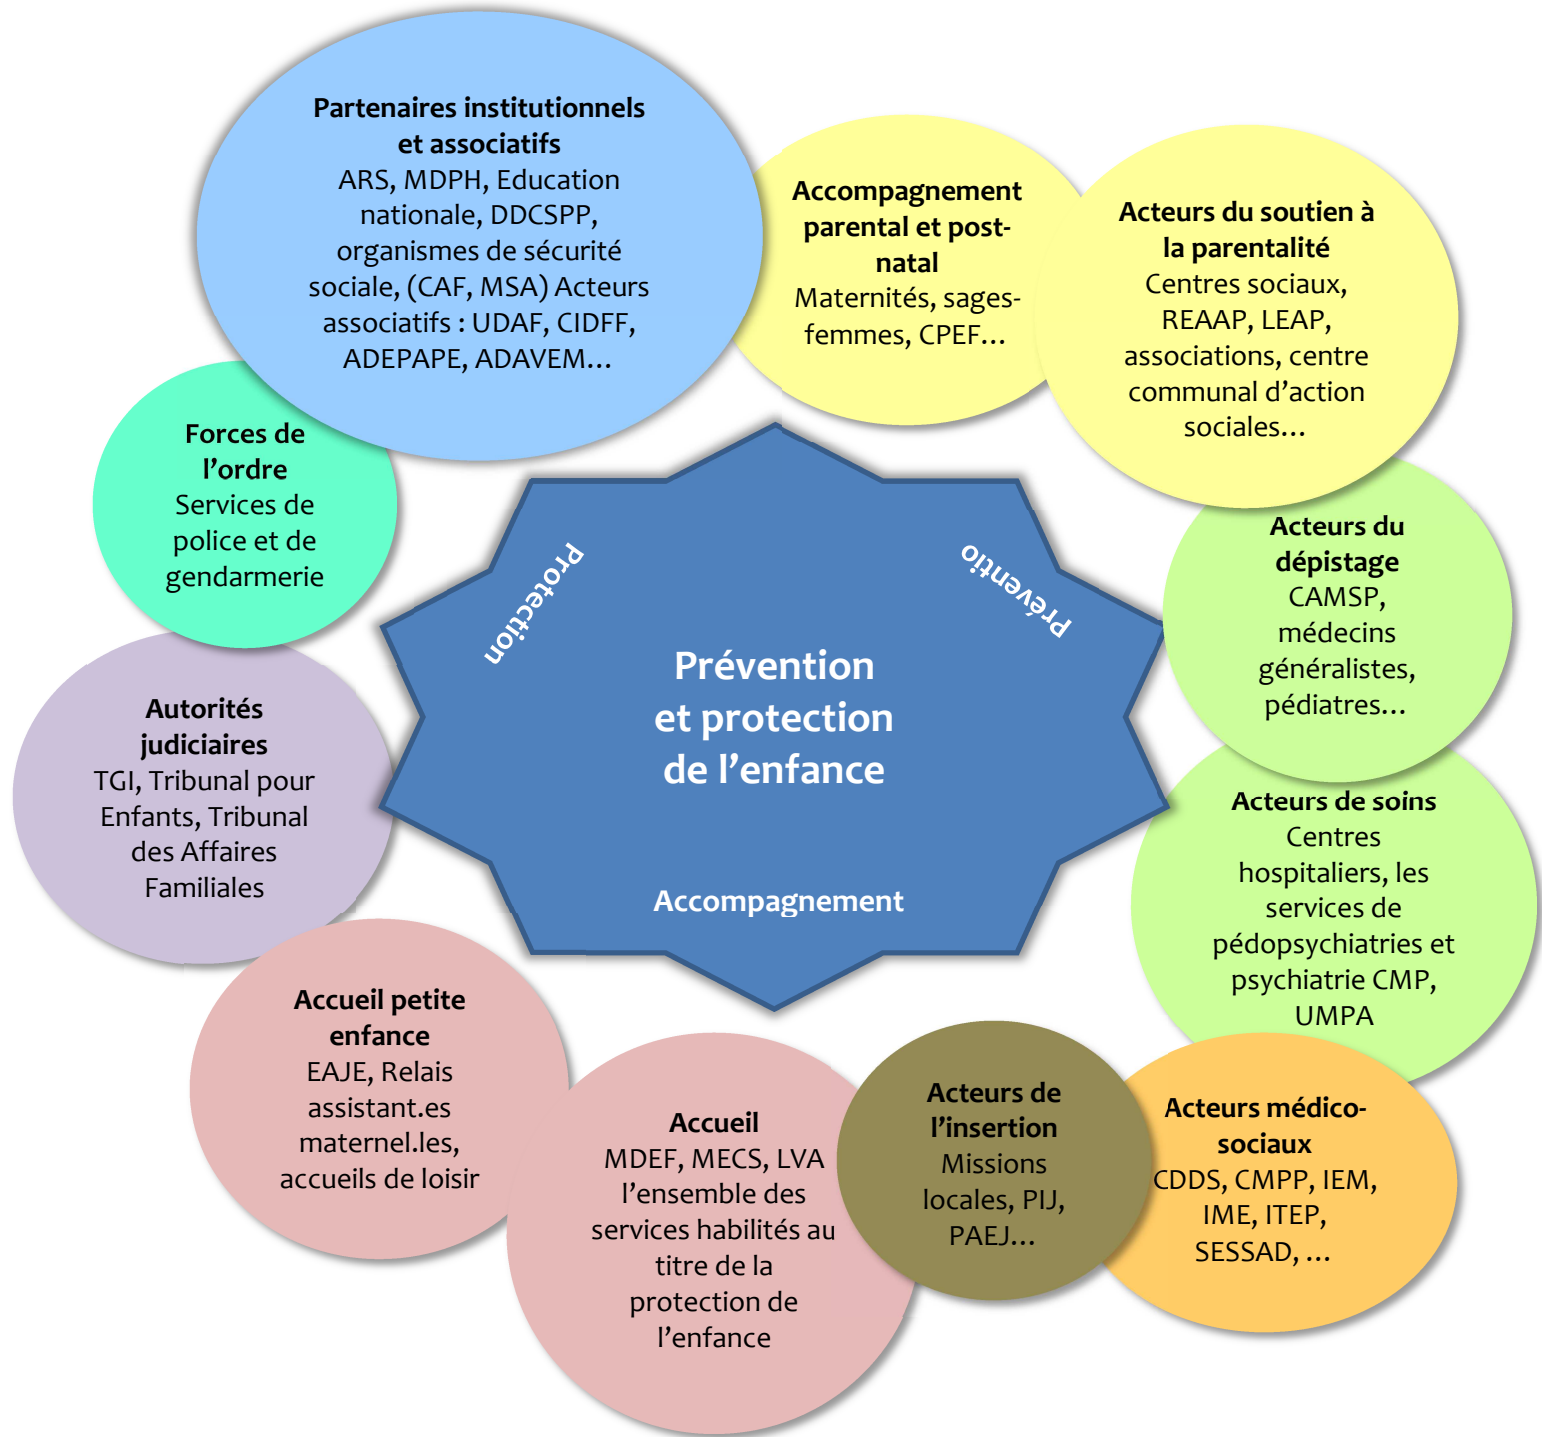 Partenaires institutionnels
et associatifs
ARS, MDPH, Education
nationale, DDCSPP,
organismes de sécurité
sociale, (CAF, MSA) Acteurs
associatifs : UDAF, CIDFF,
ADEPAPE, ADAVEM…
Accompagnement
parental et post-
natal
Maternités, sages-
femmes, CPEF…
Acteurs du soutien à
la parentalité
Centres sociaux,
REAAP, LEAP,
associations, centre
communal d’action
sociales…
Forces de
l’ordre
Services de
police et de
gendarmerie
Acteurs du
dépistage
CAMSP,
médecins
généralistes,
pédiatres…
Protection
Préventio
Prévention
et protection
de l’enfance
Accompagnement
Autorités
judiciaires
TGI, Tribunal pour
Enfants, Tribunal
des Affaires
Familiales
Acteurs de soins
Centres
hospitaliers, les
services de
pédopsychiatries et
psychiatrie CMP,
UMPA
Accueil petite
enfance
EAJE, Relais
assistant.es
maternel.les,
accueils de loisir
Accueil
MDEF, MECS, LVA
l’ensemble des
services habilités au
titre de la
protection de
l’enfance
Acteurs de
l’insertion
Missions
locales, PIJ,
PAEJ…
Acteurs médico-
sociaux
CDDS, CMPP, IEM,
IME, ITEP,
SESSAD, …